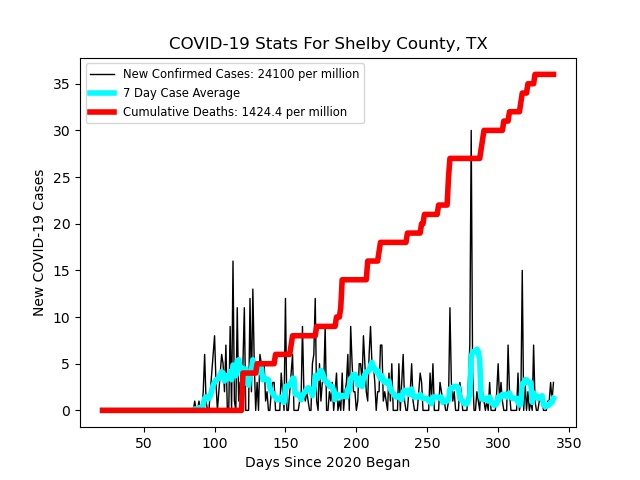 COVID-19 Stats For Shelby County, TX
New Confirmed Cases: 24100 per million
7 Day Case Average
Cumulative Deaths: 1424.4 per million
New COVID-19 Cases
35
30
25
20
15
10
5
0
50 100 150 200 250 300 350
Days Since 2020 Began